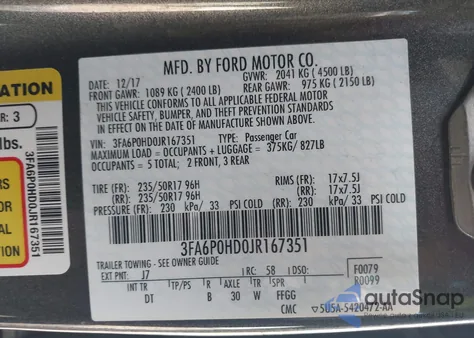 MFD. BY FORD MOTOR CO.
DATE: 12/17 GVWR: 2041 KG (4500 LB)
FRONT GAWR: 1089 KG (2400 LB) REAR GAWR: 975 KG (2150 LB)
THIS VEHICLE CONFORMS TO ALL APPLICABLE FEDERAL MOTOR
VEHICLE SAFETY, BUMPER, AND THEFT PREVENTION STANDARDS
IN EFFECT ON THE DATE OF MANUFACTURE SHOWN ABOVE.
VIN: 3FA6P0HD0JR167351 TYPE: Passenger Car
MAXIMUM LOAD = OCCUPANTS + LUGGAGE = 375KG/ 827LB
OCCUPANTS = 5 TOTAL; 2 FRONT, 3 REAR
TIRE (FR): 235/50R17 96H RIMS (FR): 17x7.5J
(RR): 235/50R17 96H (RR): 17x7.5J
PRESSURE (FR): 230 kPa/ 33 PSI COLD (RR): 230 kPa/ 33 PSI COLD
3FA6P0HD0JR167351
TRAILER TOWING - SEE OWNER GUIDE
F0079
R0099
EXT PNT: J7 RC: 58 DSO:
INT TR TP/PS R AXLE TR SPR
DT B 30 W FFGG
CMC 5U5A-5420472-AA
ATION
R: 3
lbs.
RS
OR
3FA6P0HD0JR167351
autoSnap